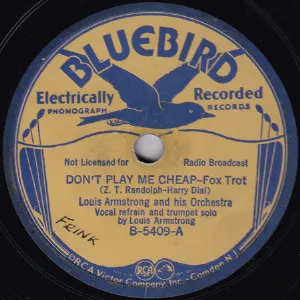 BLUEBIRD
Electrically Recorded
PHONOGRAPH RECORDS
Not Licensed for Radio Broadcast
DON'T PLAY ME CHEAP–Fox Trot
(Z. T. Randolph-Harry Dial)
Louis Armstrong and his Orchestra
Vocal refrain and trumpet solo
by Louis Armstrong
B-5409-A
FRINK
RCA
RCA Victor Company, Inc.–Camden, N.J.